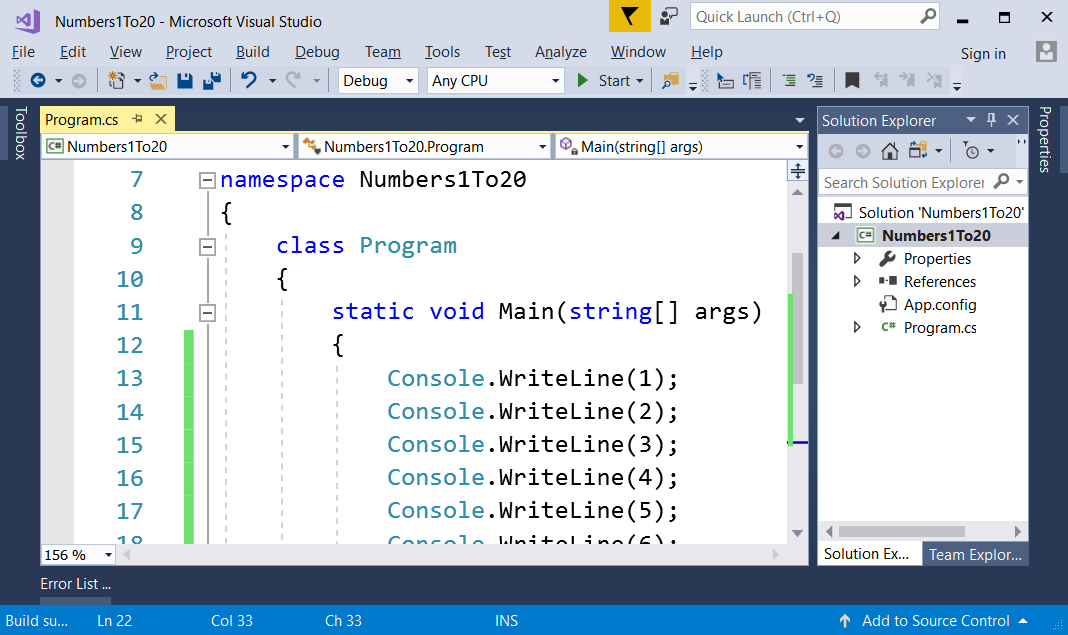 Numbers1To20 - Microsoft Visual Studio
Quick Launch (Ctrl+Q)
File Edit View Project Build Debug Team Tools Test Analyze Window Help Sign in
Debug Any CPU Start
Toolbox
Program.cs
C# Numbers1To20 Numbers1To20.Program Main(string[] args)
7 namespace Numbers1To20
8 {
9 class Program
10 {
11 static void Main(string[] args)
12 {
13 Console.WriteLine(1);
14 Console.WriteLine(2);
15 Console.WriteLine(3);
16 Console.WriteLine(4);
17 Console.WriteLine(5);
18 Console.WriteLine(6);
156 %
Solution Explorer
Search Solution Explorer
Solution 'Numbers1To20'
C# Numbers1To20
Properties
References
App.config
C# Program.cs
Solution Ex... Team Explor...
Properties
Error List ...
Build su... Ln 22 Col 33 Ch 33 INS Add to Source Control